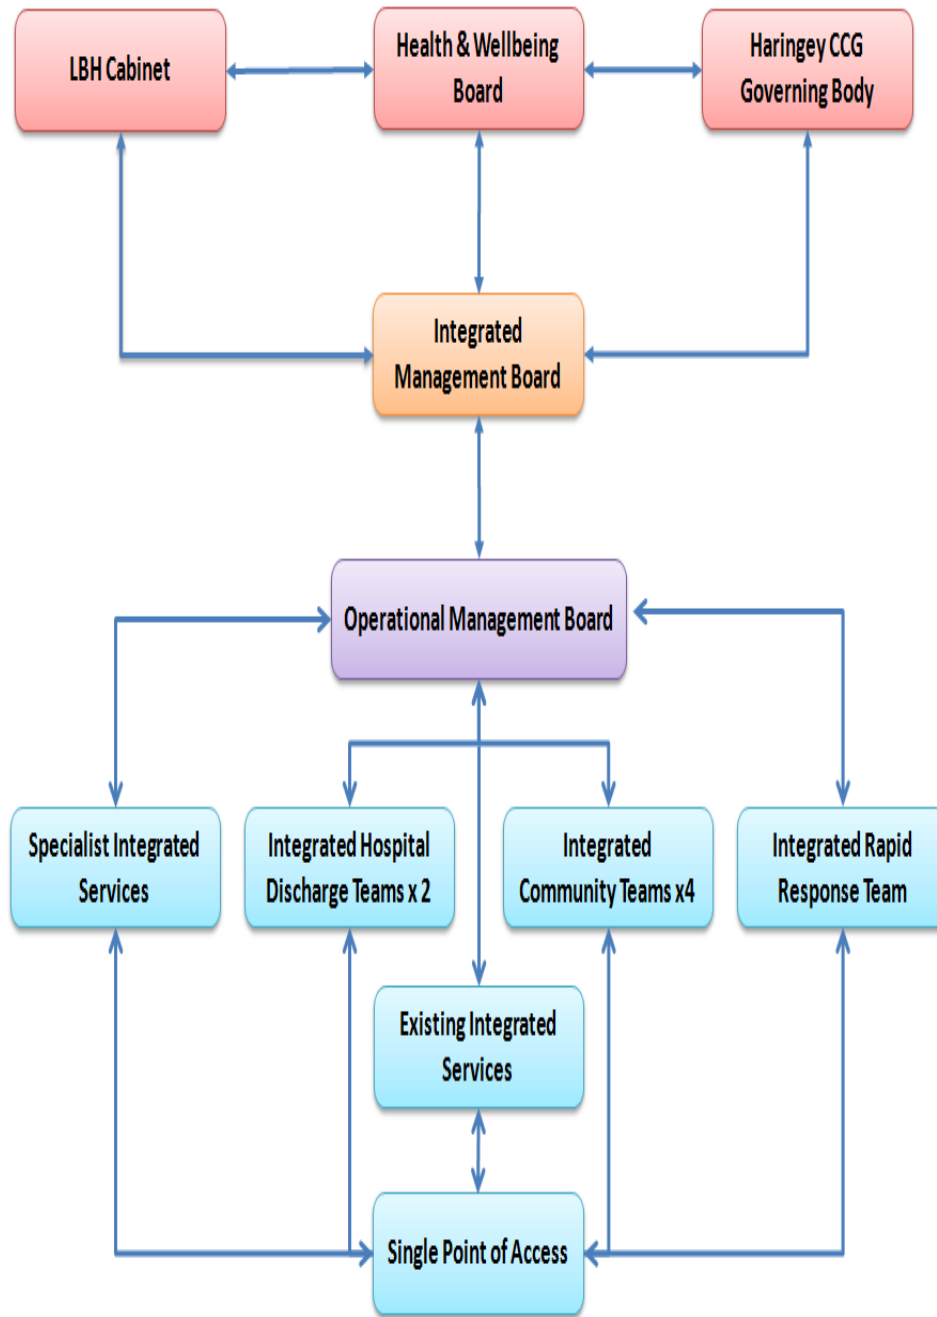 LBH Cabinet
Health & Wellbeing
Board
Haringey CCG
Governing Body
Integrated
Management Board
Operational Management Board
Specialist Integrated
Services
Integrated Hospital
Discharge Teams x 2
Integrated
Community Teams x4
Integrated Rapid
Response Team
Existing Integrated
Services
Single Point of Access